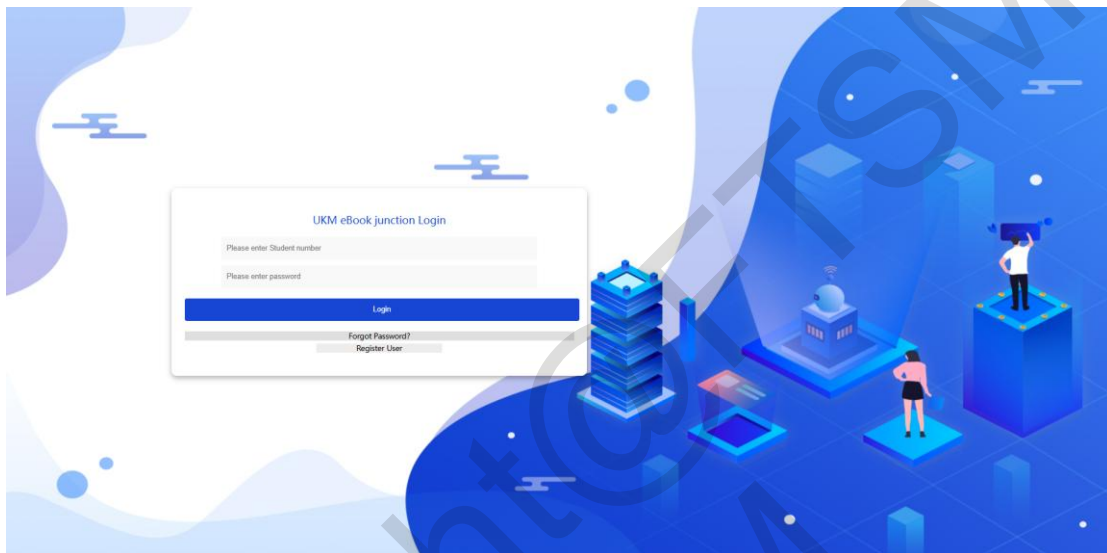 UKM eBook junction Login
Please enter Student number
Please enter password
Login
Forgot Password?
Register User